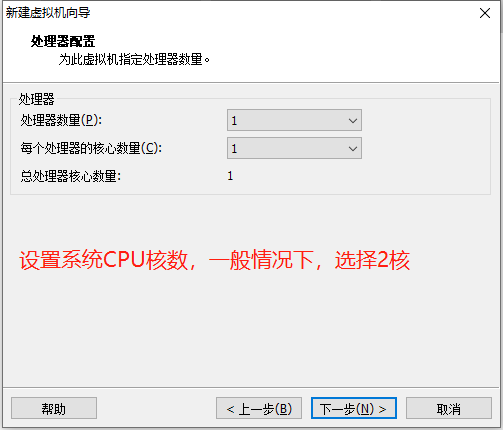 新建虚拟机向导
处理器配置
为此虚拟机指定处理器数量。
处理器
处理器数量(P): 1
每个处理器的核心数量(C): 1
总处理器核心数量: 1
设置系统CPU核数，一般情况下，选择2核
帮助 < 上一步(B) 下一步(N) > 取消